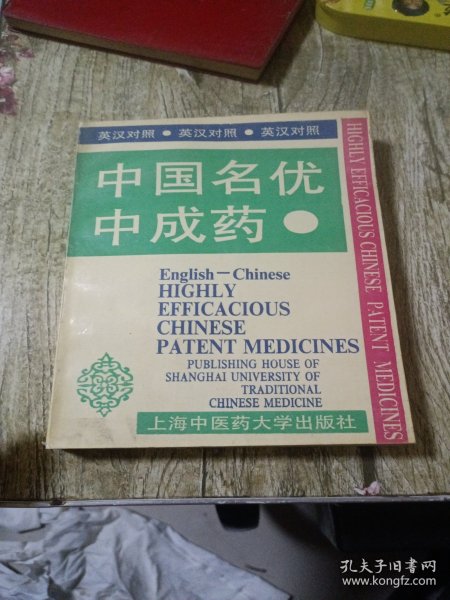 英汉对照 ● 英汉对照 ● 英汉对照
中国名优
中成药
English-Chinese
HIGHLY
EFFICACIOUS
CHINESE
PATENT MEDICINES
PUBLISHING HOUSE OF
SHANGHAI UNIVERSITY OF
TRADITIONAL
CHINESE MEDICINE
上海中医药大学出版社
HIGHLY EFFICACIOUS CHINESE PATENT MEDICINES
孔夫子旧书网
www.kongfz.com